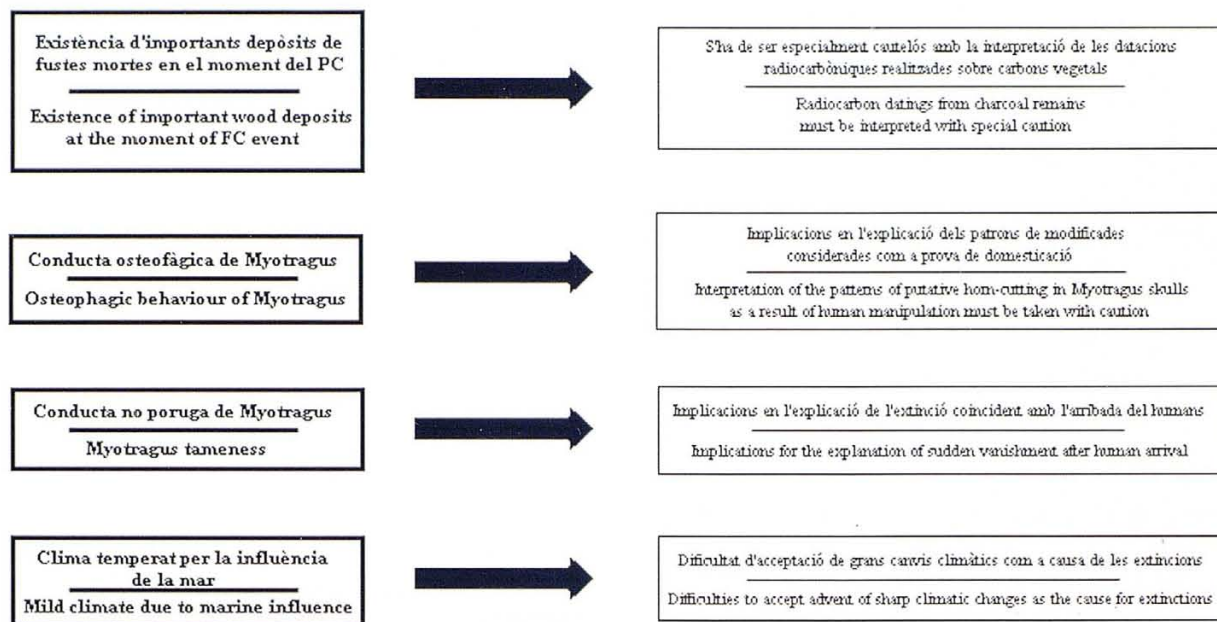 Existència d'importants depòsits de
fustes mortes en el moment del PC
Existence of important wood deposits
at the moment of FC event
S'ha de ser especialment cautelós amb la interpretació de les datacions
radiocarbòniques realitzades sobre carbons vegetals
Radiocarbon datings from charcoal remains
must be interpreted with special caution
Conducta osteofàgica de Myotragus
Osteophagic behaviour of Myotragus
Implicacions en l'explicació dels patrons de modificades
considerades com a prova de domesticació
Interpretation of the patterns of putative horn-cutting in Myotragus skulls
as a result of human manipulation must be taken with caution
Conducta no poruga de Myotragus
Myotragus tameness
Implicacions en l'explicació de l'extinció coincident amb l'arribada del humans
Implications for the explanation of sudden vanishment after human arrival
Clima temperat per la influència
de la mar
Mild climate due to marine influence
Dificultat d'acceptació de grans canvis climàtics com a causa de les extincions
Difficulties to accept advent of sharp climatic changes as the cause for extinctions